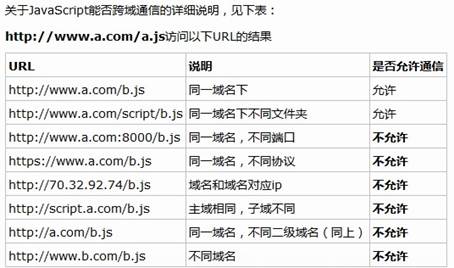 关于JavaScript能否跨域通信的详细说明，见下表：
http://www.a.com/a.js访问以下URL的结果
URL 说明 是否允许通信
http://www.a.com/b.js 同一域名下 允许
http://www.a.com/script/b.js 同一域名下不同文件夹 允许
http://www.a.com:8000/b.js 同一域名，不同端口 不允许
https://www.a.com/b.js 同一域名，不同协议 不允许
http://70.32.92.74/b.js 域名和域名对应ip 不允许
http://script.a.com/b.js 主域相同，子域不同 不允许
http://a.com/b.js 同一域名，不同二级域名（同上） 不允许
http://www.b.com/b.js 不同域名 不允许